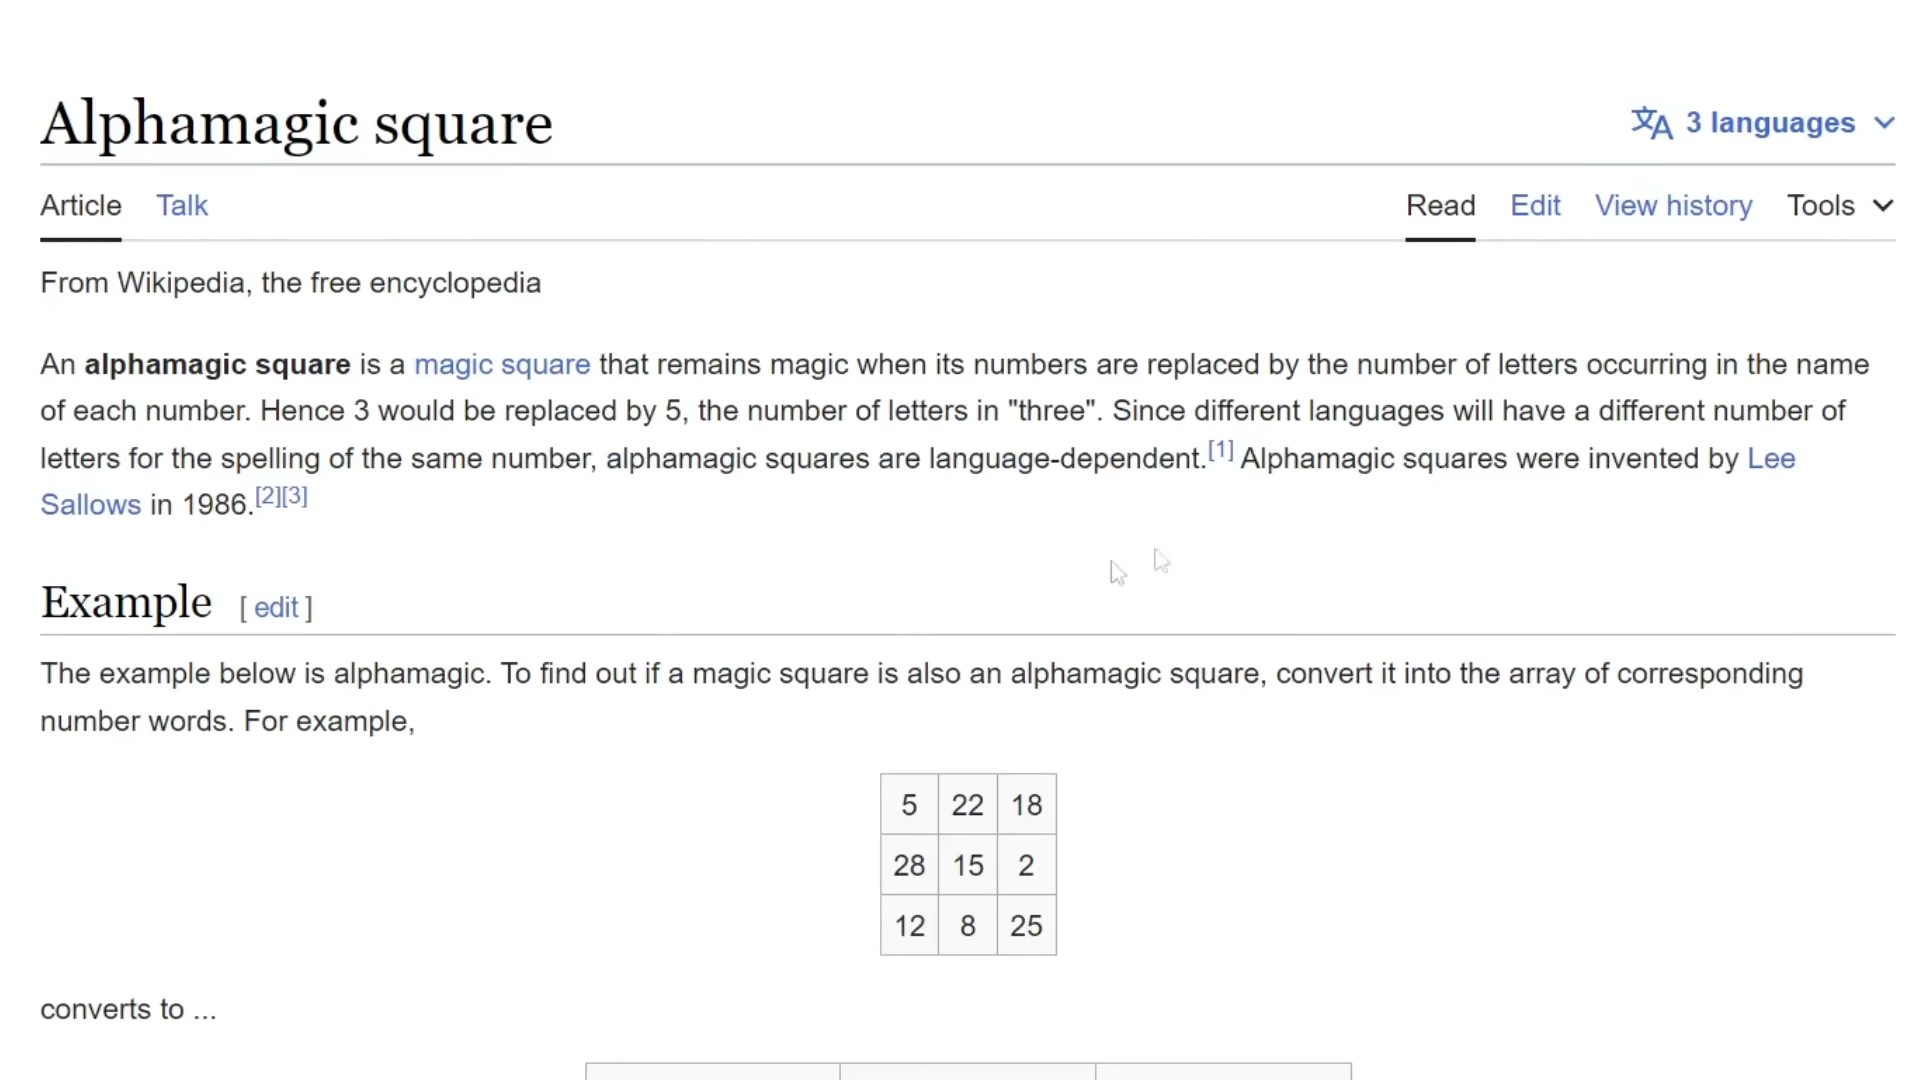 Alphamagic square
3 languages
Article Talk Read Edit View history Tools
From Wikipedia, the free encyclopedia
An alphamagic square is a magic square that remains magic when its numbers are replaced by the number of letters occurring in the name
of each number. Hence 3 would be replaced by 5, the number of letters in "three". Since different languages will have a different number of
letters for the spelling of the same number, alphamagic squares are language-dependent.[1] Alphamagic squares were invented by Lee
Sallows in 1986.[2][3]
Example [ edit ]
The example below is alphamagic. To find out if a magic square is also an alphamagic square, convert it into the array of corresponding
number words. For example,
5 22 18
28 15 2
12 8 25
converts to ...